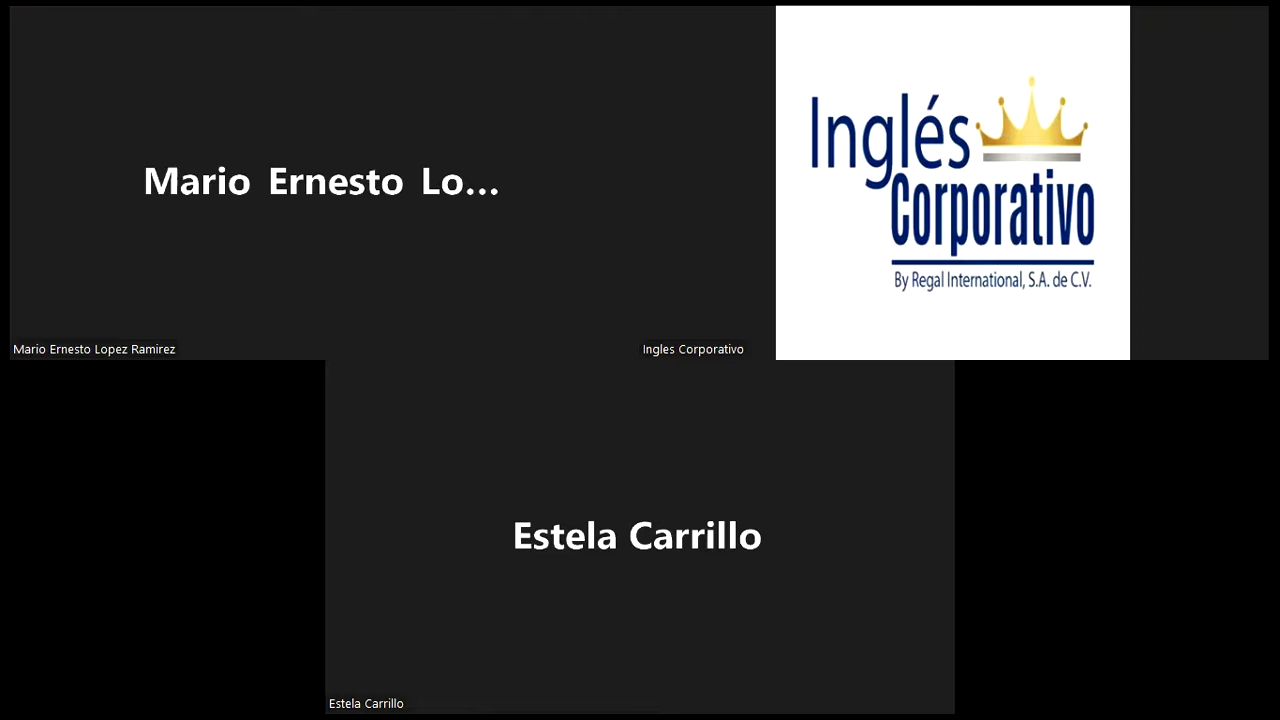 Mario Ernesto Lo...
Mario Ernesto Lopez Ramirez
Inglés
Corporativo
By Regal International, S.A. de C.V.
Ingles Corporativo
Estela Carrillo
Estela Carrillo